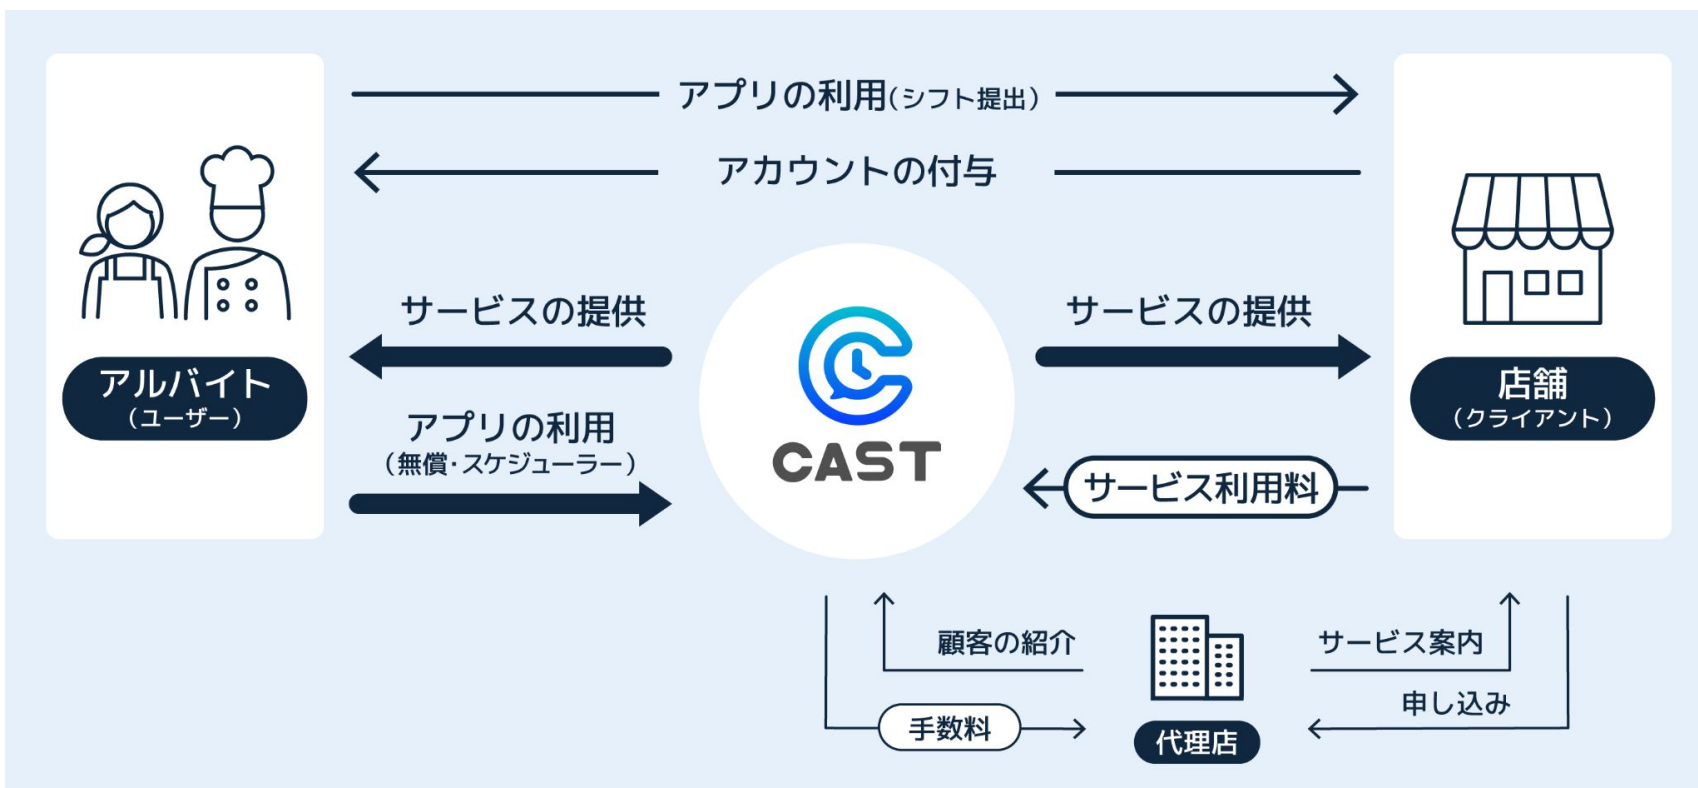 アプリの利用(シフト提出)
アカウントの付与
サービスの提供
サービスの提供
アルバイト
(ユーザー)
アプリの利用
(無償・スケジューラー)
CAST
店舗
(クライアント)
サービス利用料
顧客の紹介
サービス案内
申し込み
手数料
代理店